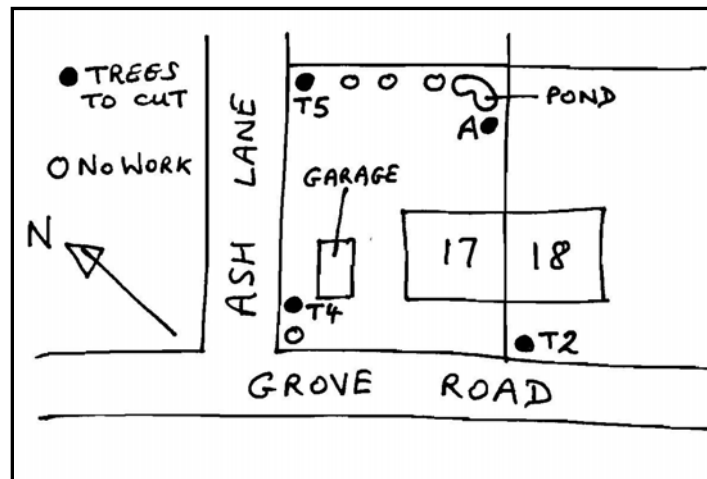 TREES
TO CUT
T5
POND
A
NO WORK
ASH LANE
GARAGE
N
17
18
T4
T2
GROVE ROAD